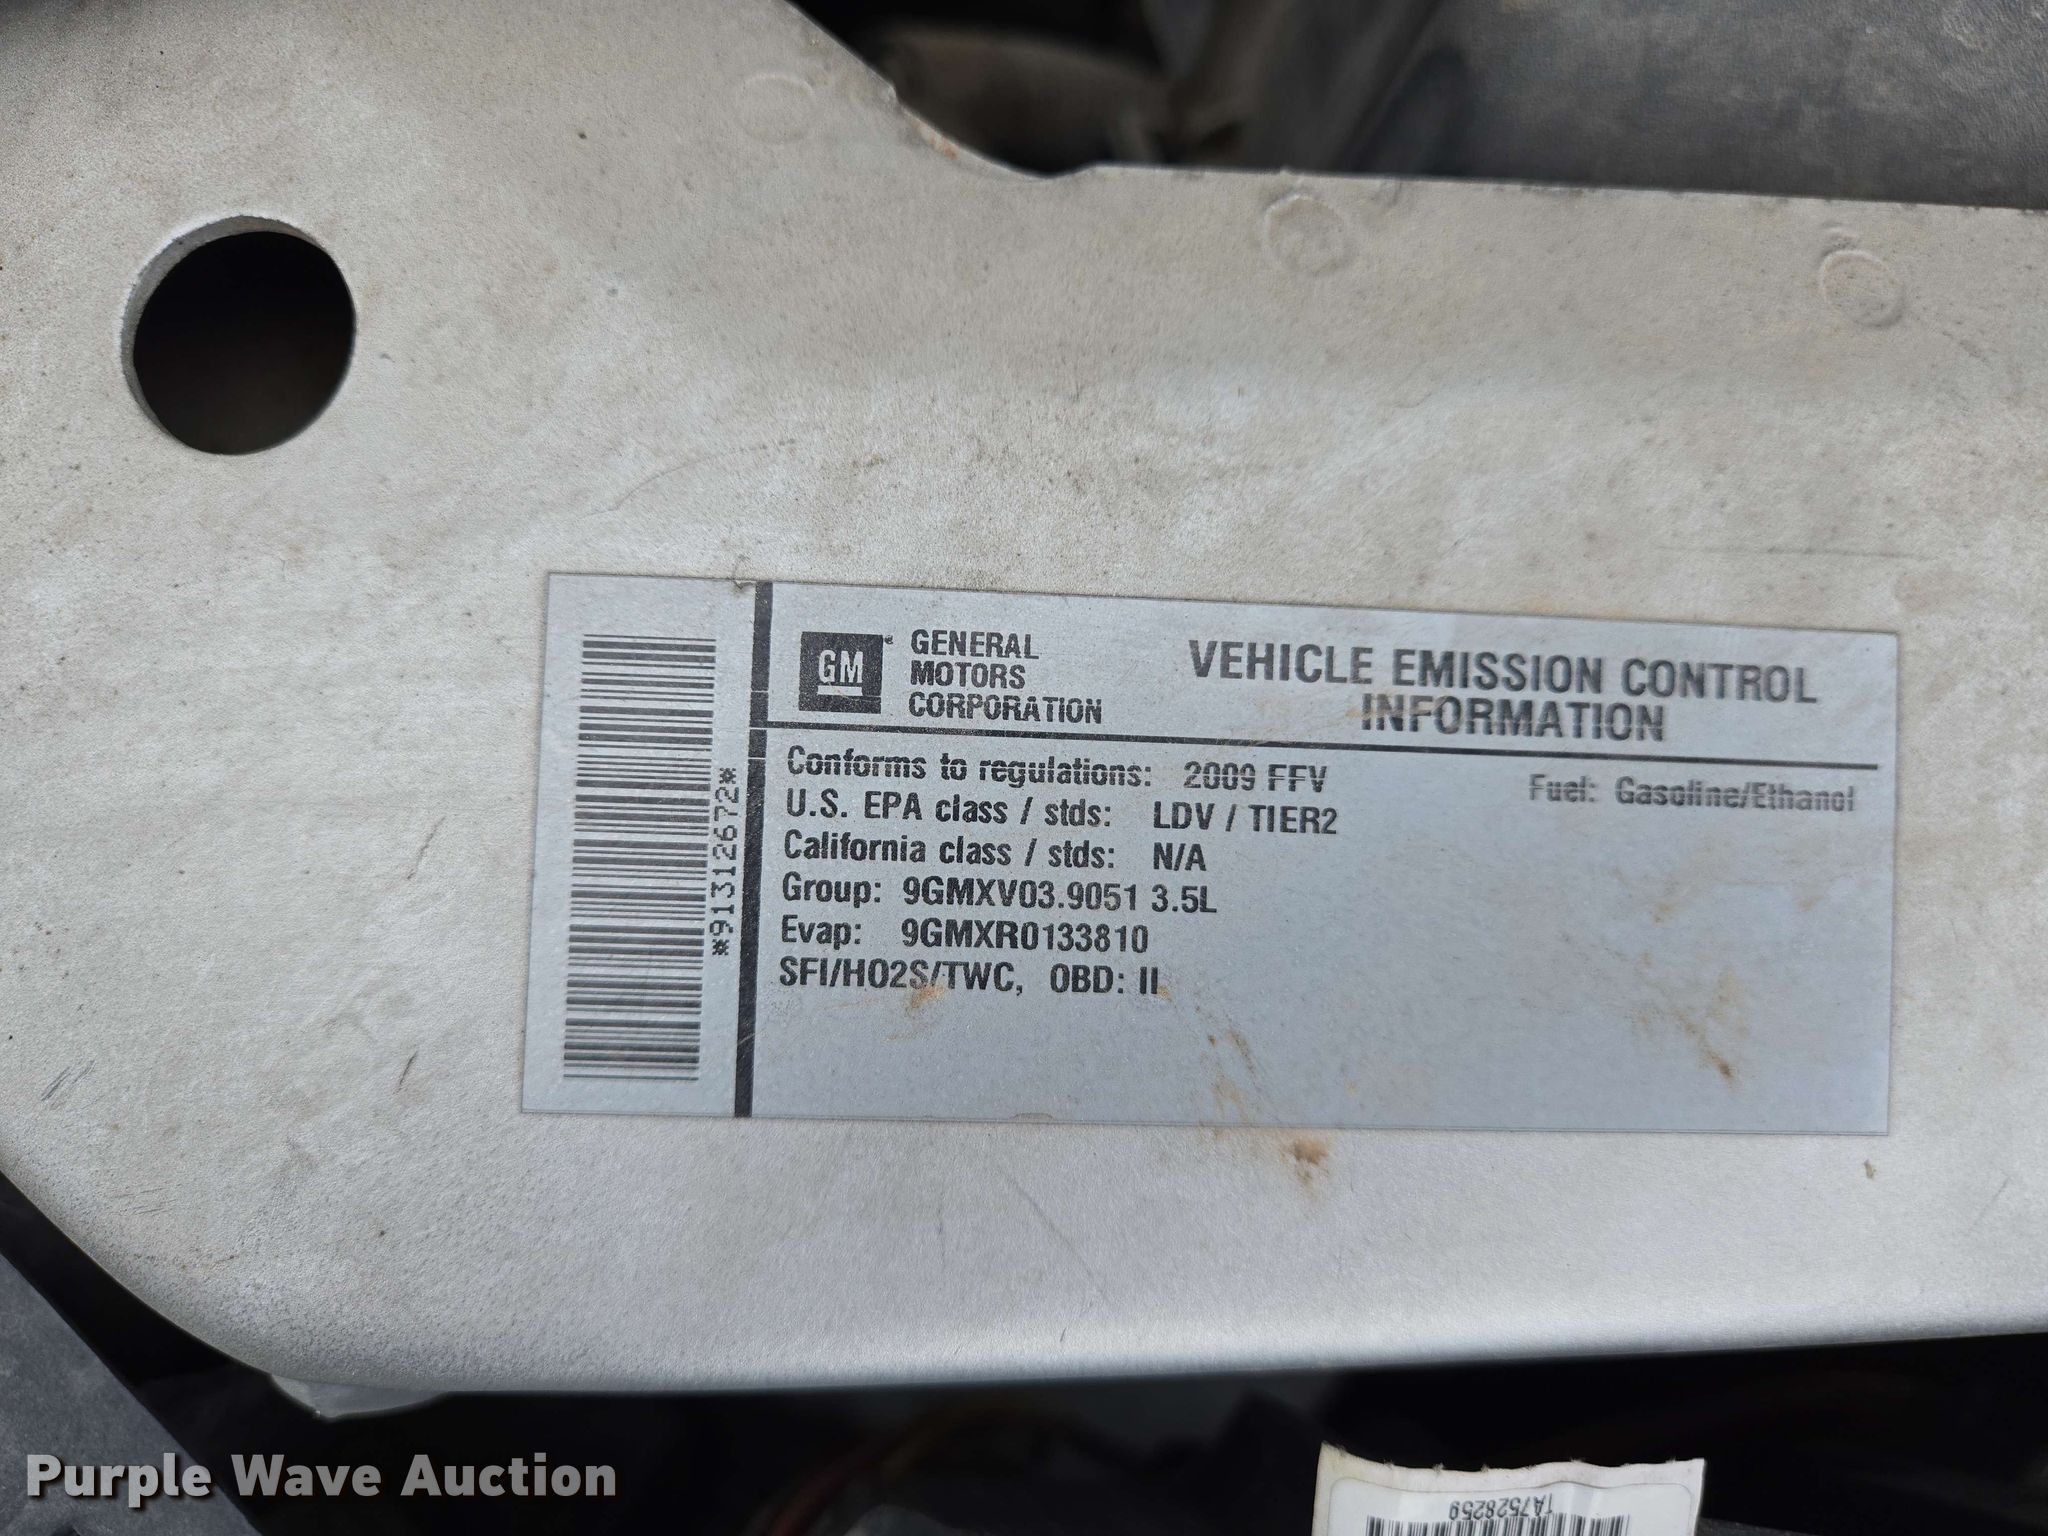 GM
GENERAL
MOTORS
CORPORATION
VEHICLE EMISSION CONTROL
INFORMATION
Conforms to regulations: 2009 FFV
Fuel: Gasoline/Ethanol
U.S. EPA class / stds: LDV / TIER2
California class / stds: N/A
Group: 9GMXV03.9051 3.5L
Evap: 9GMXR0133810
SFI/HO2S/TWC, OBD: II
*913126​72*
Purple Wave Auction
1A7528259